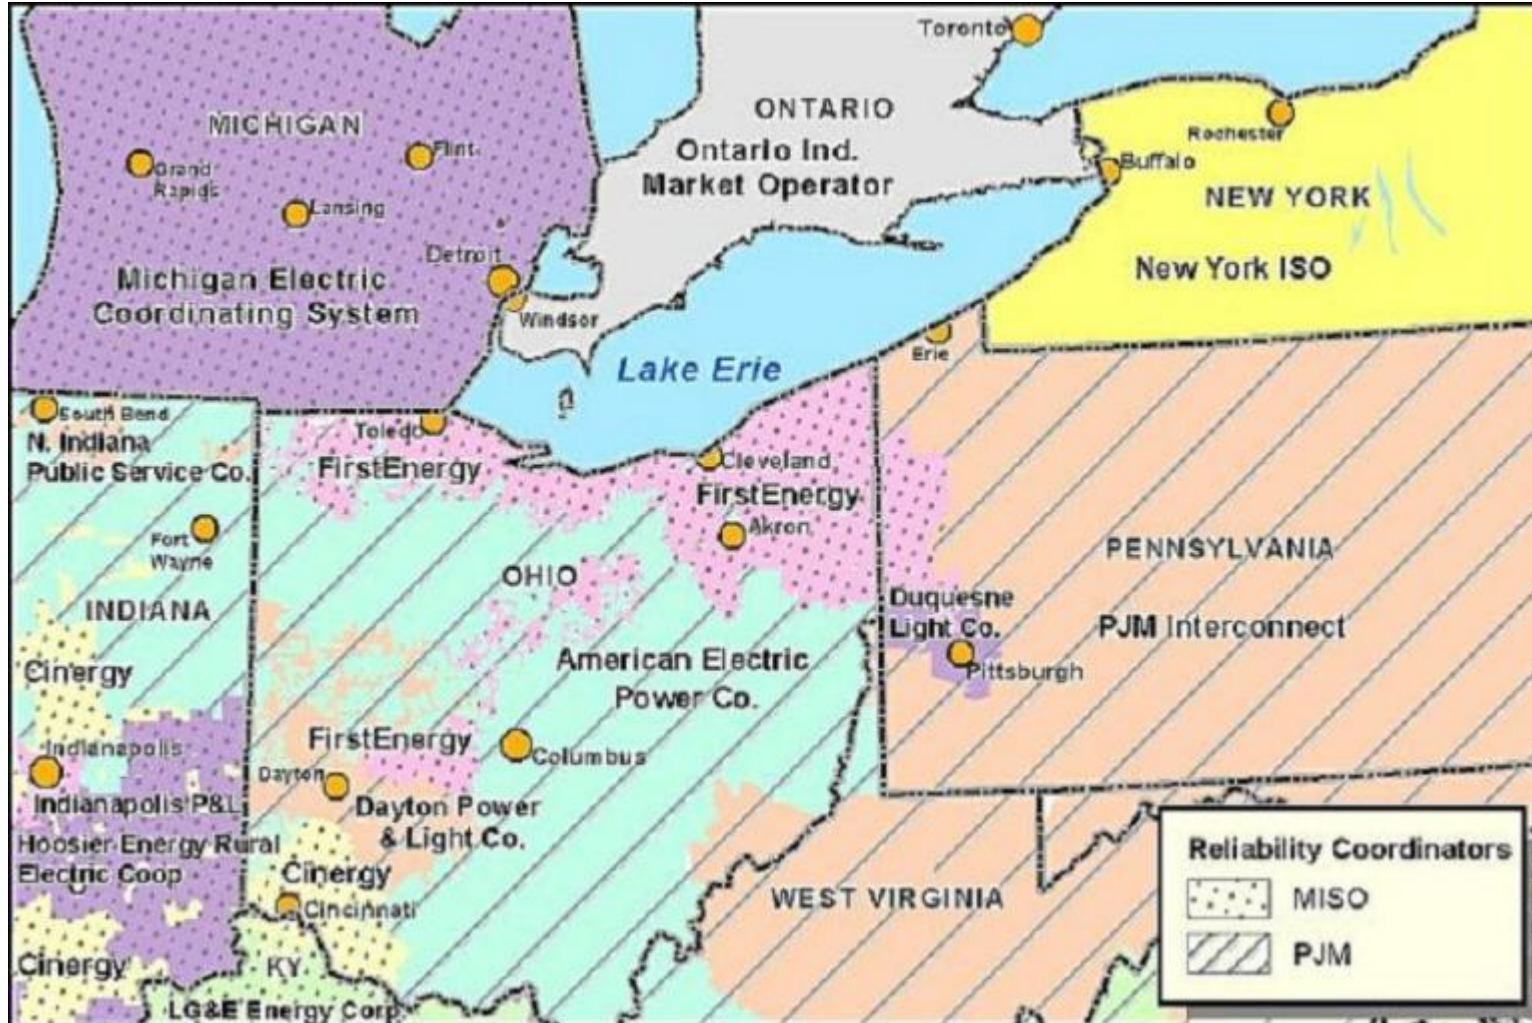 Toronto
ONTARIO
Ontario Ind.
Market Operator
MICHIGAN
Grand
Rapids
Flint
Lansing
Detroit
Michigan Electric
Coordinating System
Windsor
Rochester
Buffalo
NEW YORK
New York ISO
Lake Erie
Erie
South Bend
N. Indiana
Public Service Co.
Toledo
FirstEnergy
Cleveland
FirstEnergy
Akron
Fort
Wayne
OHIO
INDIANA
PENNSYLVANIA
PJM Interconnect
Duquesne
Light Co.
Pittsburgh
Cinergy
American Electric
Power Co.
FirstEnergy
Columbus
Indianapolis
Indianapolis P&L
Dayton
Dayton Power
& Light Co.
Hoosier Energy Rural
Electric Coop
Cinergy
Cincinnati
WEST VIRGINIA
Cinergy
KY
LG&E Energy Corp.
Reliability Coordinators
MISO
PJM